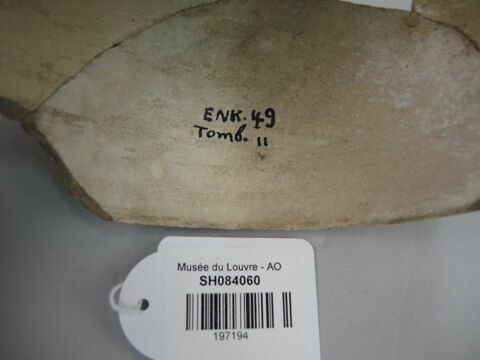 ENK. 49
Tomb. 11
Musée du Louvre - AO
SH084060
197194